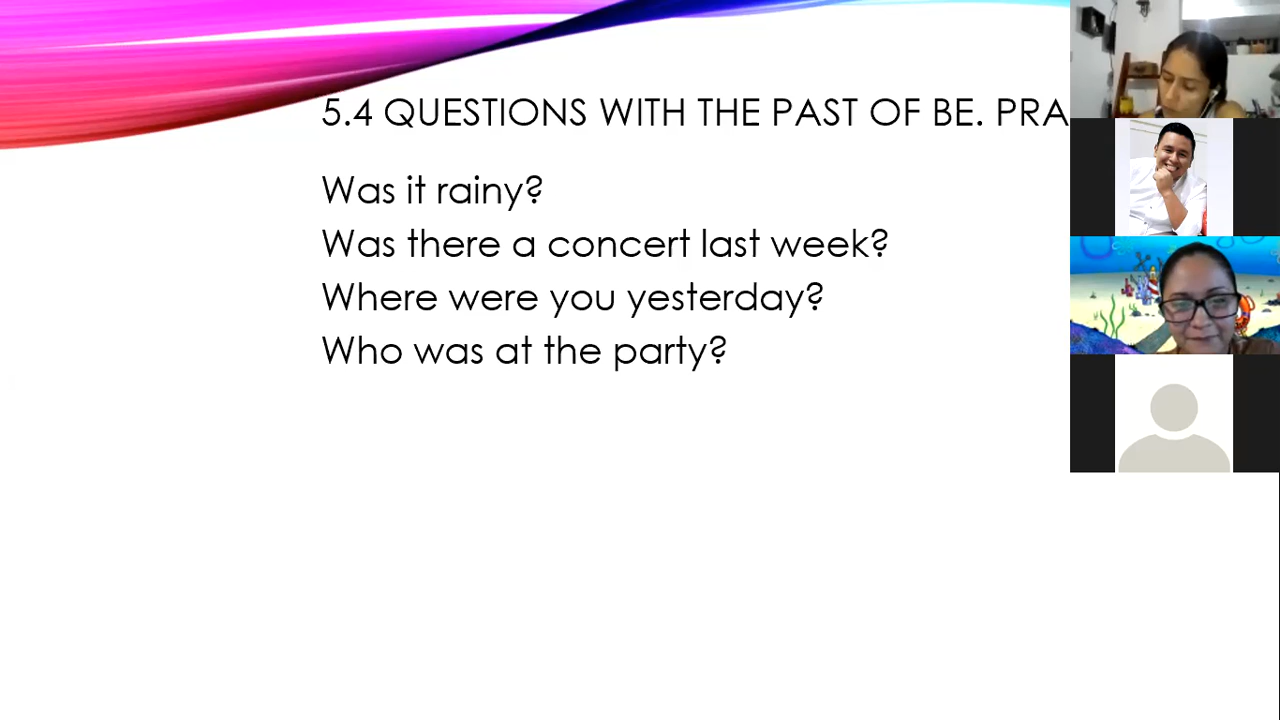 5.4 QUESTIONS WITH THE PAST OF BE. PRA
Was it rainy?
Was there a concert last week?
Where were you yesterday?
Who was at the party?